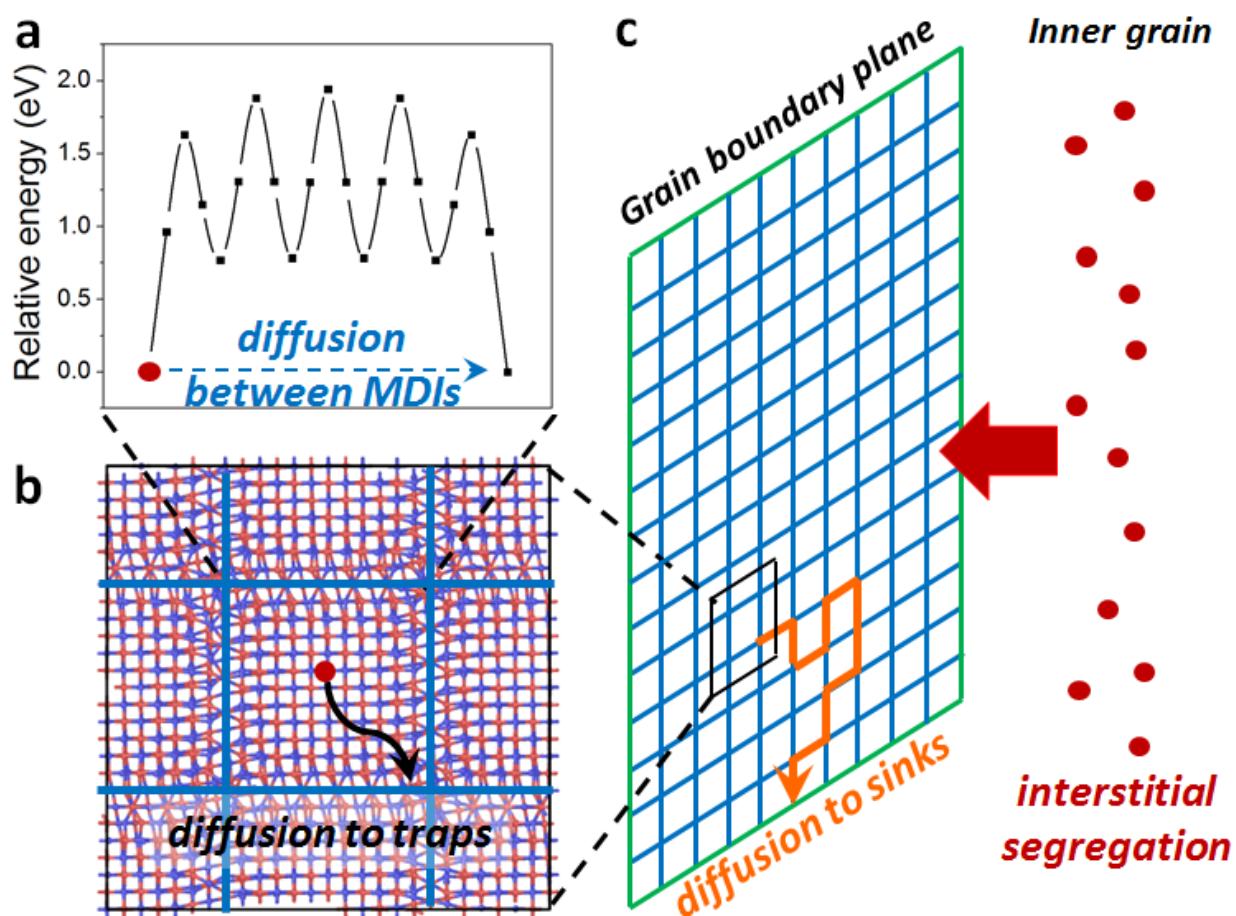 a
Relative energy (eV)
2.0
1.5
1.0
0.5
0.0
diffusion
between MDIs
b
diffusion to traps
c
Grain boundary plane
diffusion to sinks
Inner grain
interstitial
segregation